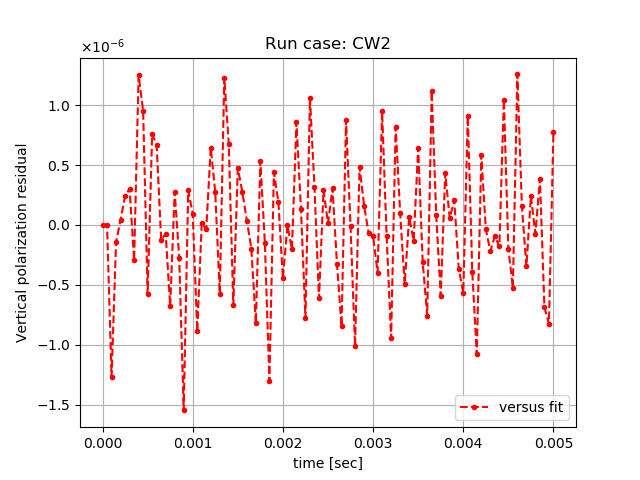 Run case: CW2
×10⁻⁶
1.0
0.5
0.0
−0.5
−1.0
−1.5
Vertical polarization residual
versus fit
0.000 0.001 0.002 0.003 0.004 0.005
time [sec]